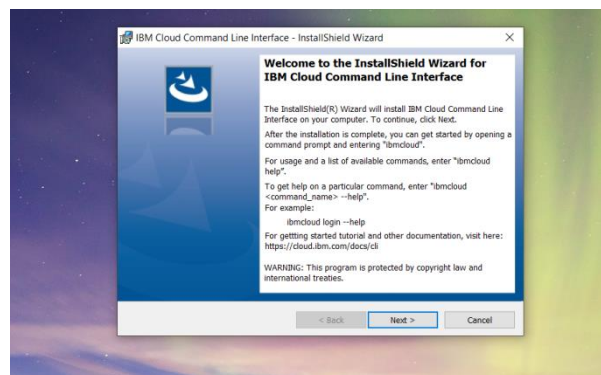 IBM Cloud Command Line Interface - InstallShield Wizard
Welcome to the InstallShield Wizard for
IBM Cloud Command Line Interface
The InstallShield(R) Wizard will install IBM Cloud Command Line
Interface on your computer. To continue, click Next.
After the installation is complete, you can get started by opening a
command prompt and entering "ibmcloud".
For usage and a list of available commands, enter "ibmcloud
help".
To get help on a particular command, enter "ibmcloud
<command_name> --help".
For example:
ibmcloud login --help
For gettting started tutorial and other documentation, visit here:
https://cloud.ibm.com/docs/cli
WARNING: This program is protected by copyright law and
international treaties.
< Back
Next >
Cancel